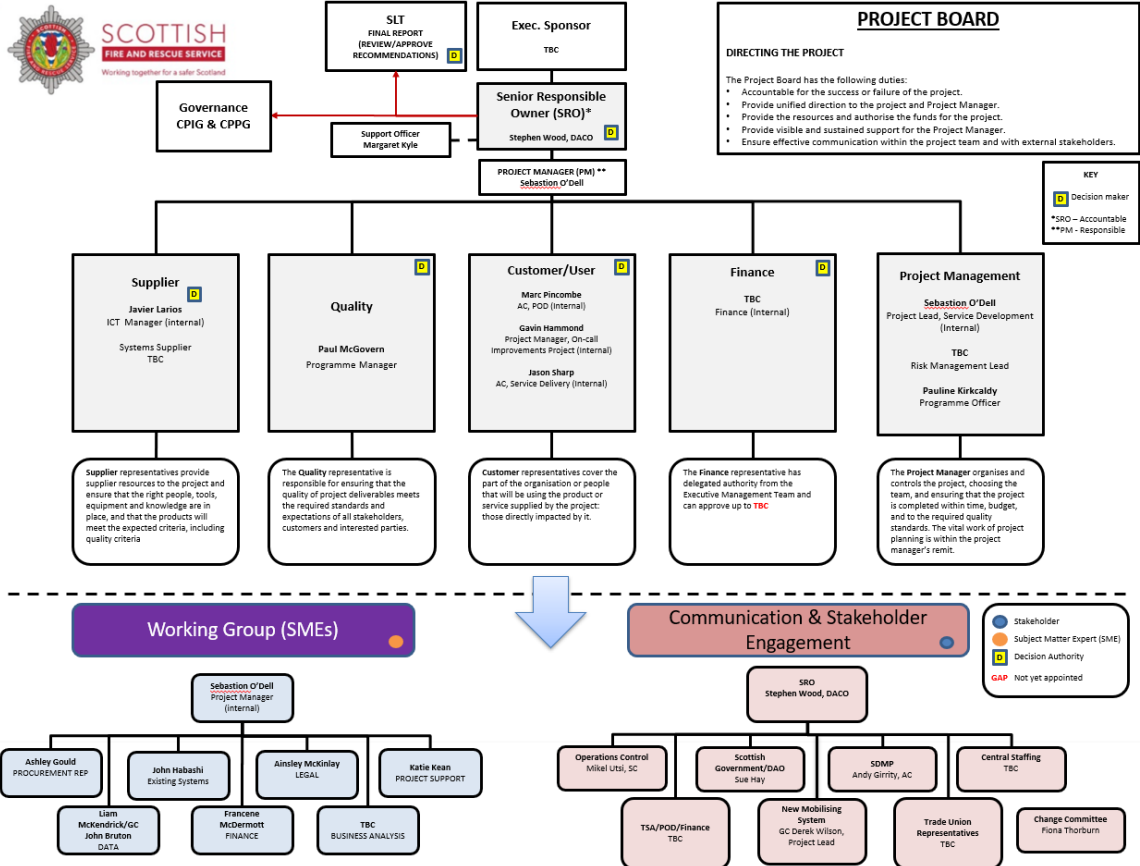 SCOTTISH
FIRE AND RESCUE SERVICE
Working together for a safer Scotland
SLT
FINAL REPORT
(REVIEW/APPROVE
RECOMMENDATIONS)
D
Exec. Sponsor
TBC
Governance
CPIG & CPPG
Senior Responsible
Owner (SRO)*
Stephen Wood, DACO
D
Support Officer
Margaret Kyle
PROJECT MANAGER (PM) **
Sebastion O'Dell
PROJECT BOARD
DIRECTING THE PROJECT
The Project Board has the following duties:
• Accountable for the success or failure of the project.
• Provide unified direction to the project and Project Manager.
• Provide the resources and authorise the funds for the project.
• Provide visible and sustained support for the Project Manager.
• Ensure effective communication within the project team and with external stakeholders.
KEY
D Decision maker
*SRO – Accountable
**PM - Responsible
Supplier
D
Javier Larios
ICT Manager (internal)
Systems Supplier
TBC
D
Quality
Paul McGovern
Programme Manager
Customer/User
D
Marc Pincombe
AC, POD (Internal)
Gavin Hammond
Project Manager, On-call
Improvements Project (Internal)
Jason Sharp
AC, Service Delivery (Internal)
Finance
D
TBC
Finance (Internal)
Project Management
Sebastion O'Dell
Project Lead, Service Development
(Internal)
TBC
Risk Management Lead
Pauline Kirkcaldy
Programme Officer
Supplier representatives provide
supplier resources to the project and
ensure that the right people, tools,
equipment and knowledge are in
place, and that the products will
meet the expected criteria, including
quality criteria
The Quality representative is
responsible for ensuring that the
quality of project deliverables meets
the required standards and
expectations of all stakeholders,
customers and interested parties.
Customer representatives cover the
part of the organisation or people
that will be using the product or
service supplied by the project:
those directly impacted by it.
The Finance representative has
delegated authority from the
Executive Management Team and
can approve up to TBC
The Project Manager organises and
controls the project, choosing the
team, and ensuring that the project
is completed within time, budget,
and to the required quality
standards. The vital work of project
planning is within the project
manager's remit.
Working Group (SMEs)
Communication & Stakeholder
Engagement
Stakeholder
Subject Matter Expert (SME)
D Decision Authority
GAP Not yet appointed
Sebastion O'Dell
Project Manager
(internal)
Ashley Gould
PROCUREMENT REP
John Habashi
Existing Systems
Ainsley McKinlay
LEGAL
Katie Kean
PROJECT SUPPORT
Liam
McKendrick/GC
John Bruton
DATA
Francene
McDermott
FINANCE
TBC
BUSINESS ANALYSIS
SRO
Stephen Wood, DACO
Operations Control
Mikel Utsi, SC
Scottish
Government/DAO
Sue Hay
SDMP
Andy Girrity, AC
Central Staffing
TBC
TSA/POD/Finance
TBC
New Mobilising
System
GC Derek Wilson,
Project Lead
Trade Union
Representatives
TBC
Change Committee
Fiona Thorburn